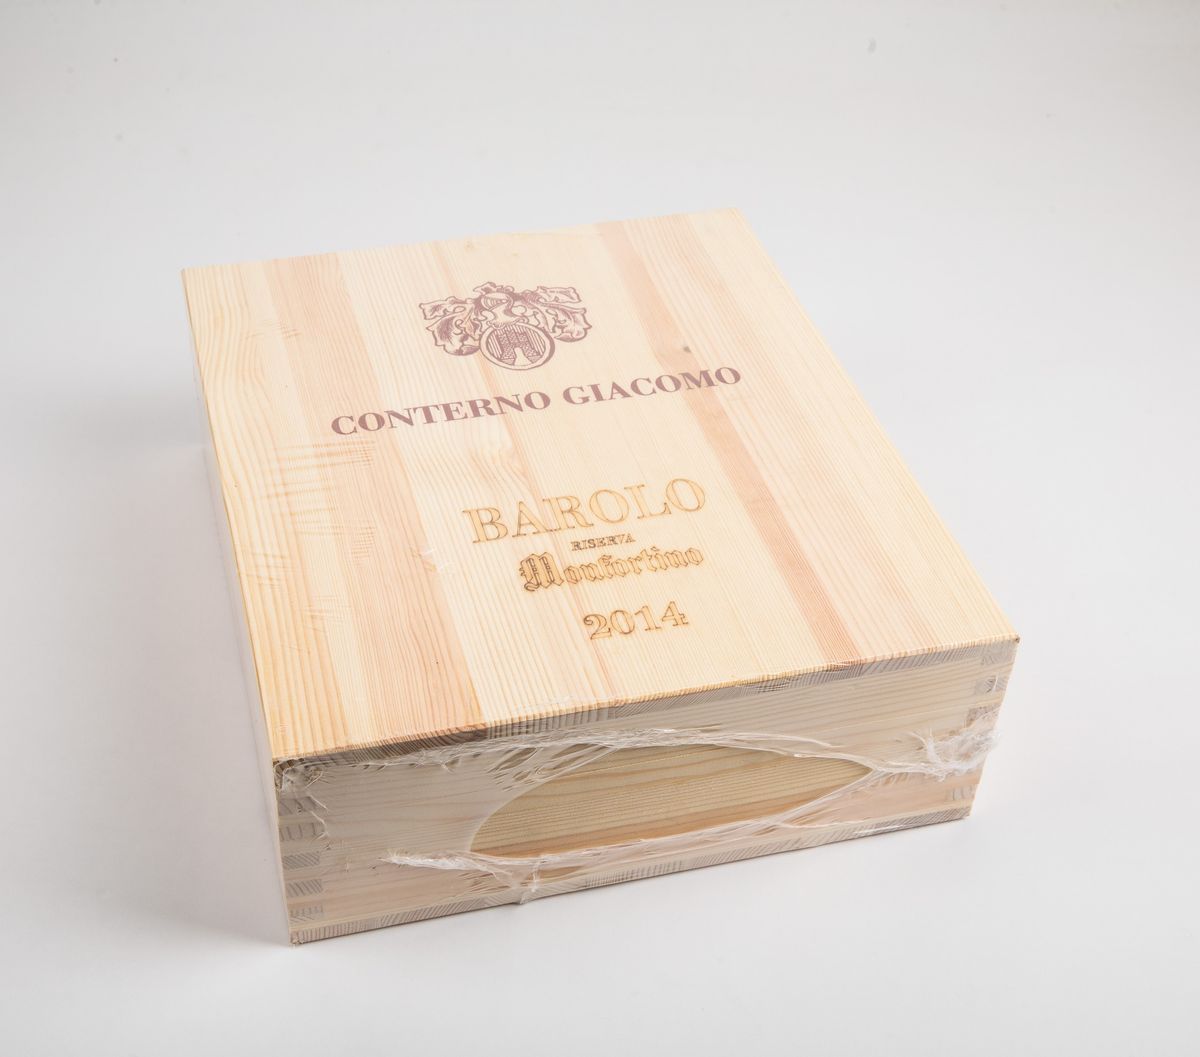 CONTERNO GIACOMO
BAROLO
RISERVA
Monfortino
2014